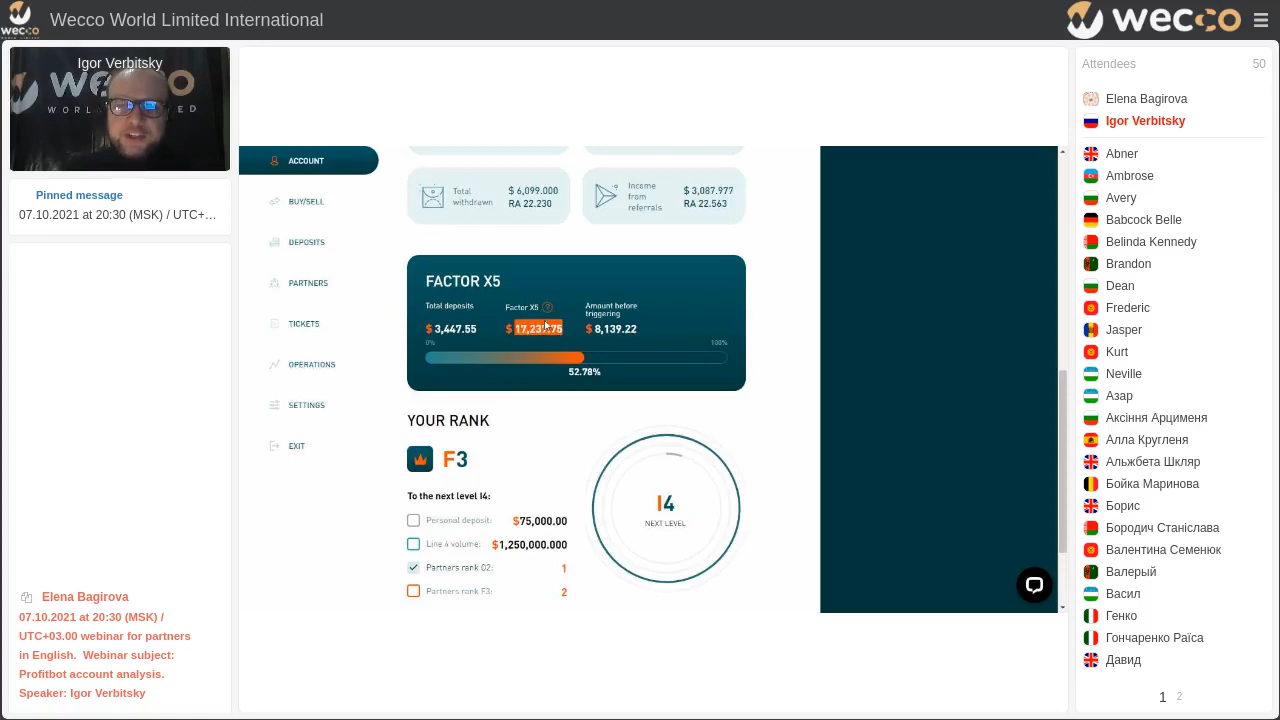 wecco
WORLD LIMITED
Wecco World Limited International
wecco
Igor Verbitsky
Pinned message
07.10.2021 at 20:30 (MSK) / UTC+…
Elena Bagirova
07.10.2021 at 20:30 (MSK) /
UTC+03.00 webinar for partners
in English.  Webinar subject:
Profitbot account analysis.
Speaker: Igor Verbitsky
ACCOUNT
BUY/SELL
DEPOSITS
PARTNERS
TICKETS
OPERATIONS
SETTINGS
EXIT
Total
withdrawn
$ 6,099.000
RA 22.230
Income
from
referrals
$ 3,087.977
RA 22.563
FACTOR X5
Total deposits
$ 3,447.55
Factor X5 ?
$
Amount before
triggering
$ 8,139.22
0%
100%
52.78%
YOUR RANK
F3
To the next level I4:
Personal deposit: $75,000.00
Line 4 volume: $1,250,000.000
Partners rank O2: 1
Partners rank F3: 2
I4
NEXT LEVEL
Attendees 50
Elena Bagirova
Igor Verbitsky
Abner
Ambrose
Avery
Babcock Belle
Belinda Kennedy
Brandon
Dean
Frederic
Jasper
Kurt
Neville
Азар
Аксіння Арцименя
Алла Кругленя
Альжбета Шкляр
Бойка Маринова
Борис
Бородич Станіслава
Валентина Семенюк
Валерый
Васил
Генко
Гончаренко Раїса
Давид
1 2